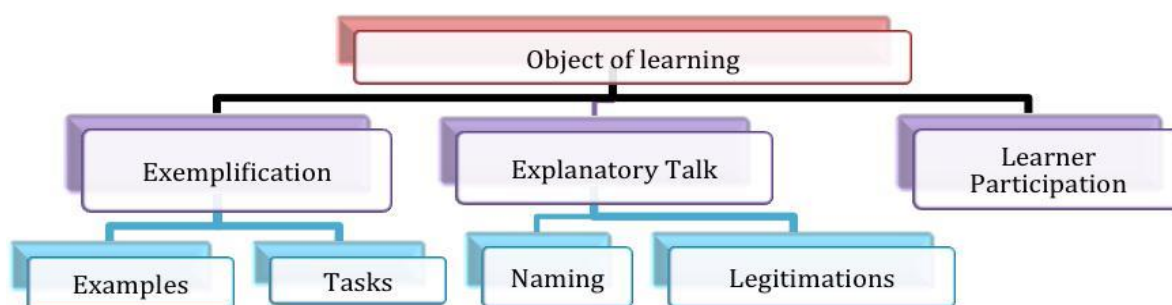 Object of learning
Exemplification
Explanatory Talk
Learner
Participation
Examples
Tasks
Naming
Legitimations